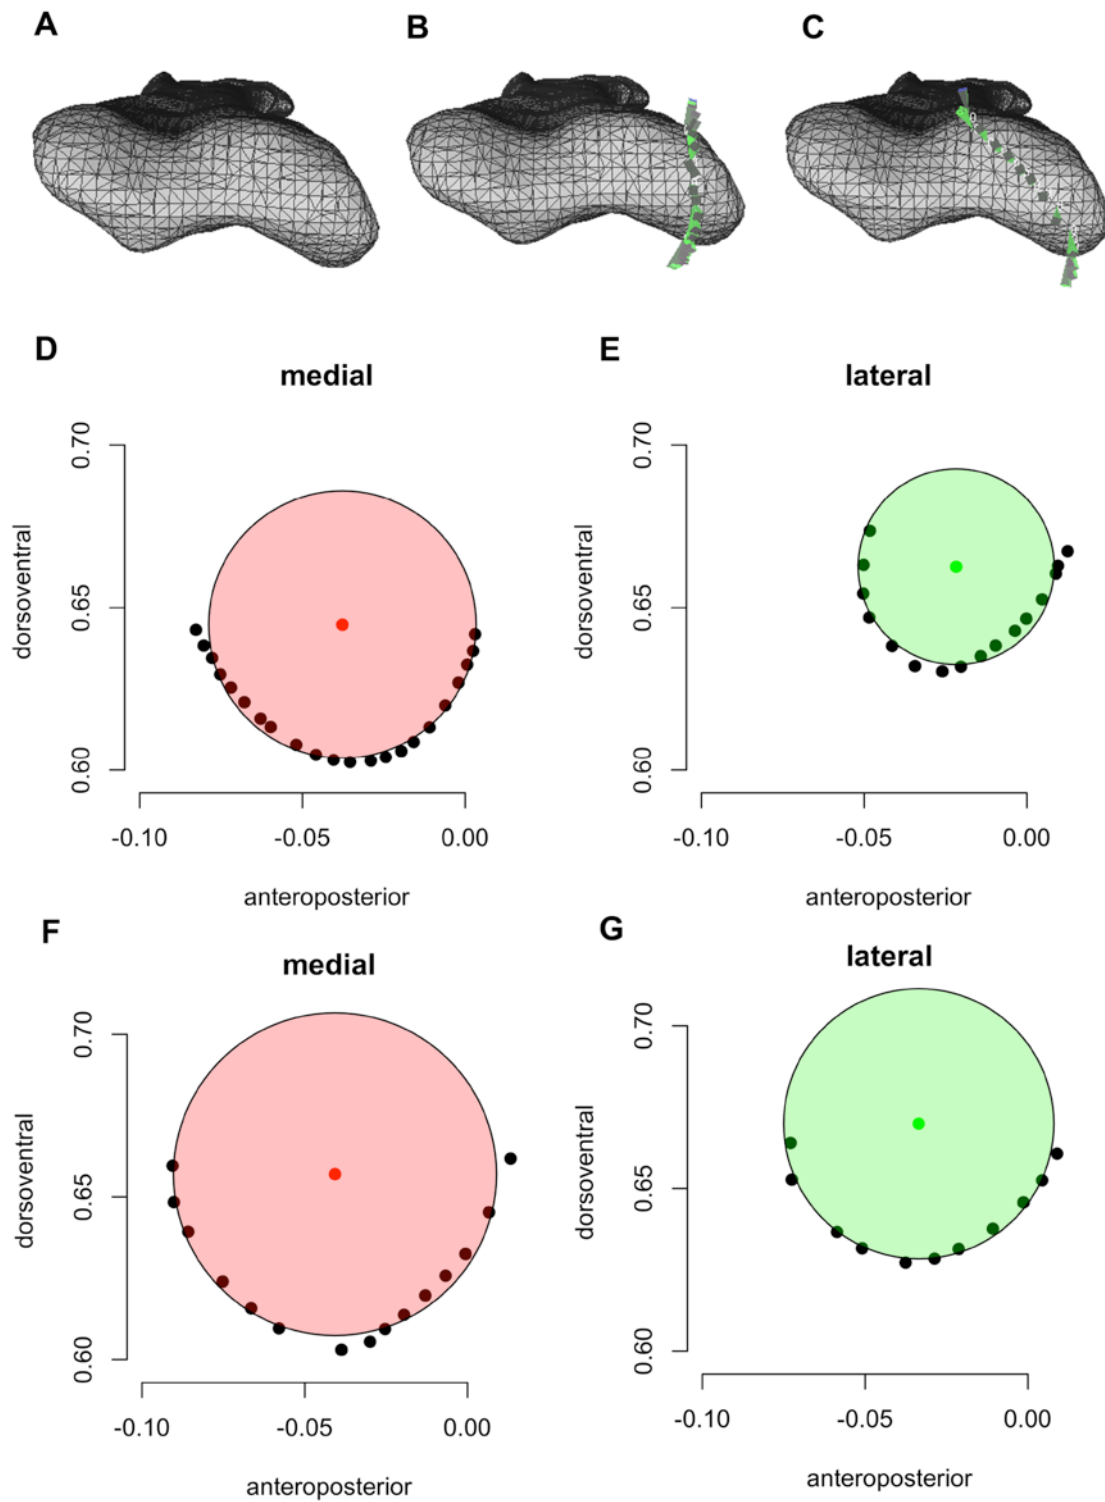 A
B
C
D
medial
dorsoventral
0.70
0.65
0.60
-0.10
-0.05
0.00
anteroposterior
E
lateral
dorsoventral
0.70
0.65
0.60
-0.10
-0.05
0.00
anteroposterior
F
medial
dorsoventral
0.70
0.65
0.60
-0.10
-0.05
0.00
anteroposterior
G
lateral
dorsoventral
0.70
0.65
0.60
-0.10
-0.05
0.00
anteroposterior